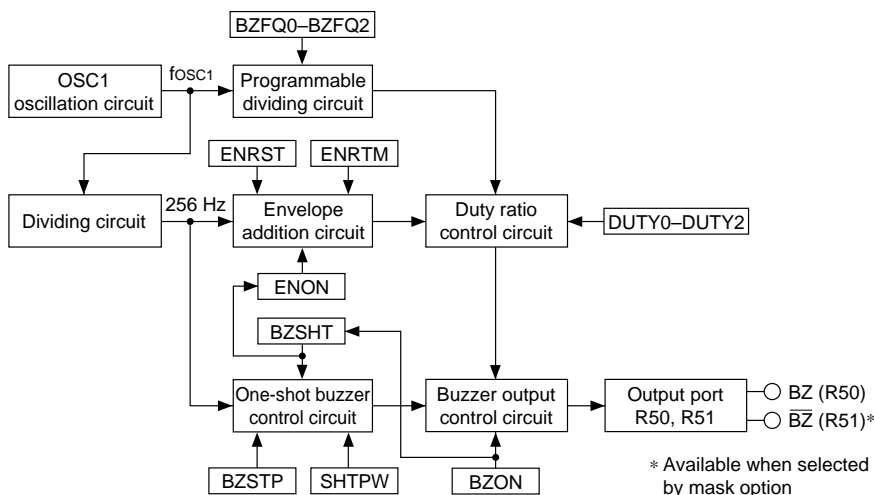 BZFQ0–BZFQ2
OSC1
oscillation circuit
fOSC1
Programmable
dividing circuit
ENRST
ENRTM
Dividing circuit
256 Hz
Envelope
addition circuit
Duty ratio
control circuit
DUTY0–DUTY2
ENON
BZSHT
One-shot buzzer
control circuit
Buzzer output
control circuit
Output port
R50, R51
BZ (R50)
B̅Z̅ (R51)*
BZSTP
SHTPW
BZON
* Available when selected
by mask option